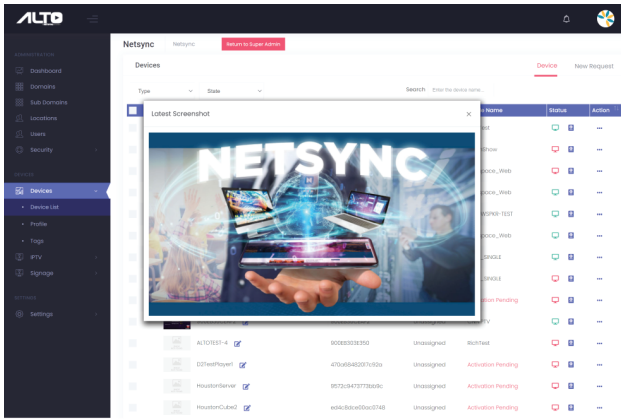 ALTO
Netsync
Netsync
Return to Super Admin
ADMINISTRATION
Dashboard
Domains
Sub Domains
Locations
Users
Security
DEVICES
Devices
Device List
Profile
Tags
IPTV
Signage
SETTINGS
Settings
Devices
Device
New Request
Type
State
Search
Enter the device name..
Name
Status
Action
Latest Screenshot
×
NETSYNC
Activation Pending
ALTOTEST-4
Unassigned
RichTest
D2TestPlayer1
470a68482017c92a
Unassigned
Activation Pending
HoustonServer
Unassigned
Activation Pending
HoustonCube2
Unassigned
Activation Pending